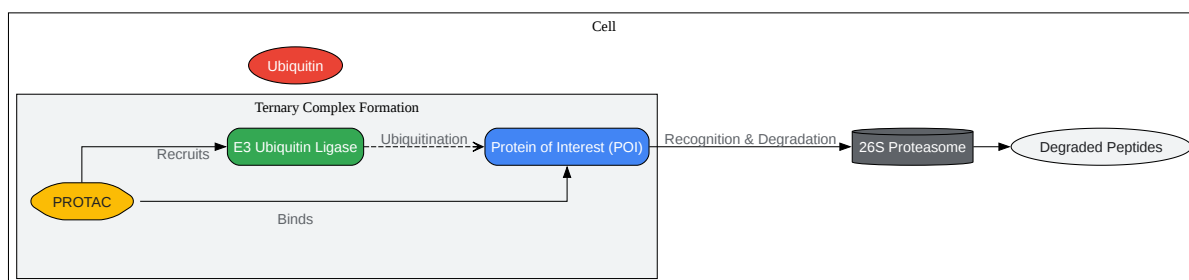 Cell
Ubiquitin
Ternary Complex Formation
E3 Ubiquitin Ligase
Ubiquitination
Protein of Interest (POI)
Recognition & Degradation
26S Proteasome
Degraded Peptides
Recruits
PROTAC
Binds